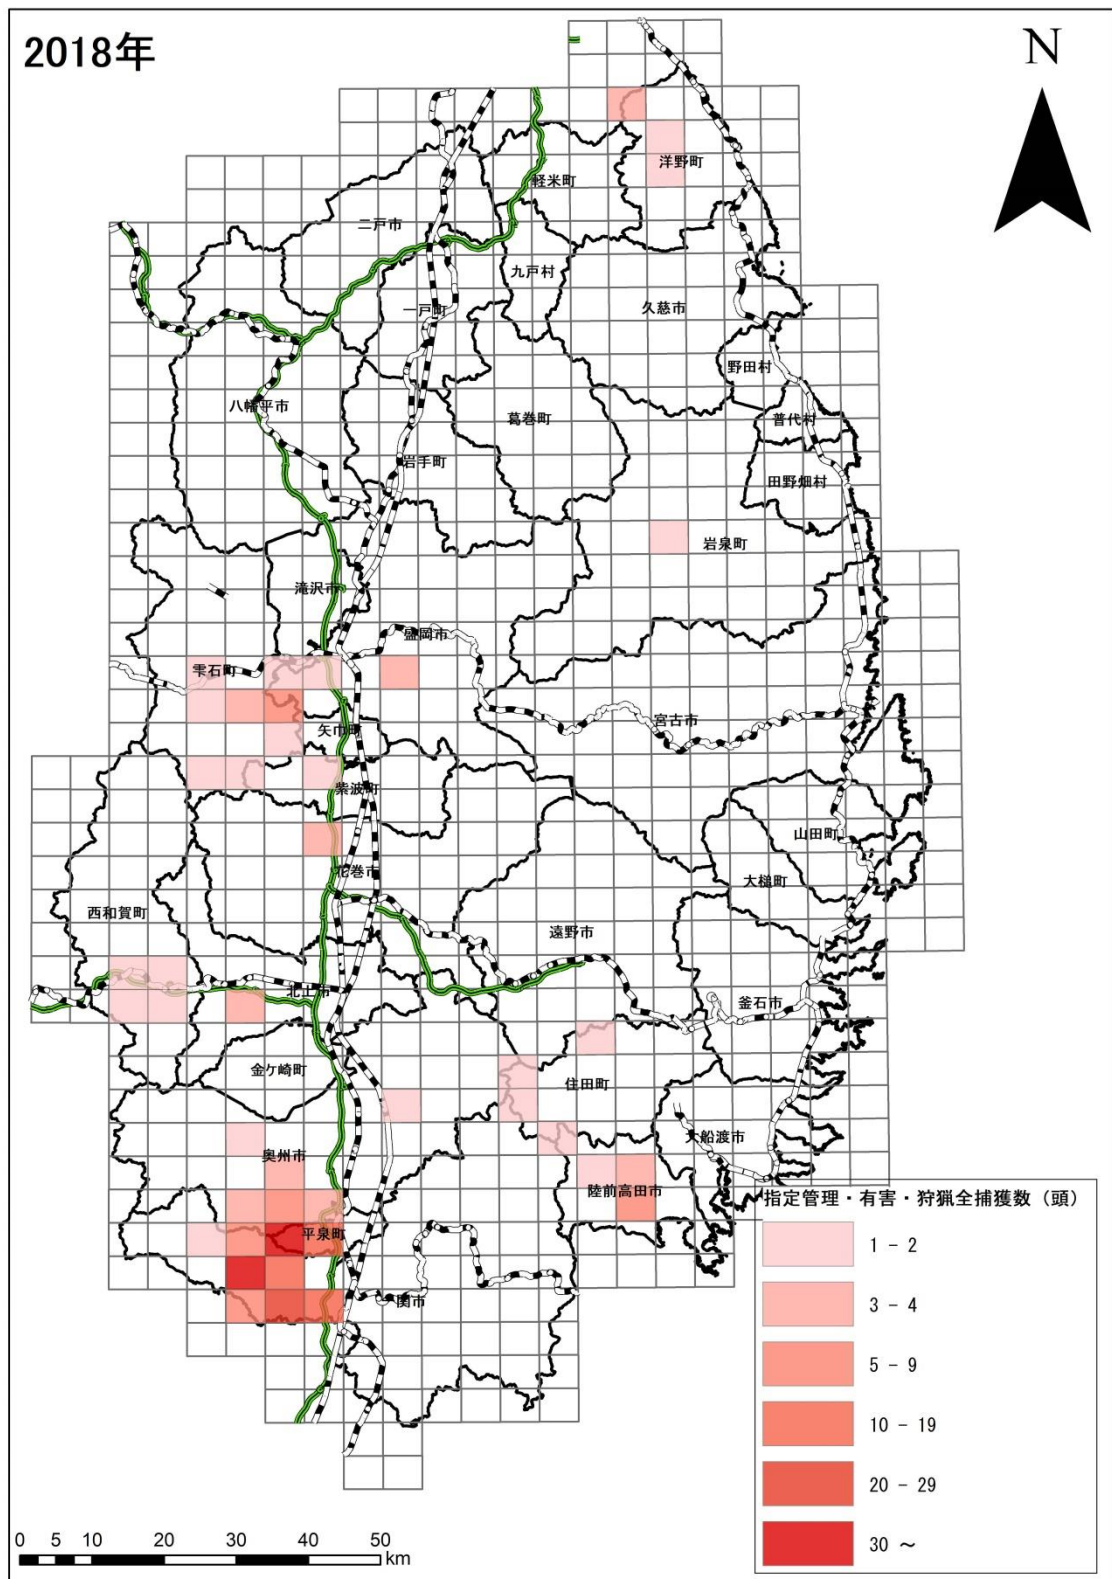 2018年
N
洋野町
軽米町
二戸市
九戸村
一戸町
久慈市
野田村
八幡平市
葛巻町
普代村
岩手町
田野畑村
岩泉町
滝沢市
盛岡市
雫石町
宮古市
矢巾町
紫波町
山田町
花巻市
大槌町
西和賀町
遠野市
北上市
釜石市
金ケ崎町
住田町
大船渡市
奥州市
陸前高田市
平泉町
一関市
指定管理・有害・狩猟全捕獲数（頭）
1 - 2
3 - 4
5 - 9
10 - 19
20 - 29
30 ～
0 5 10 20 30 40 50
km